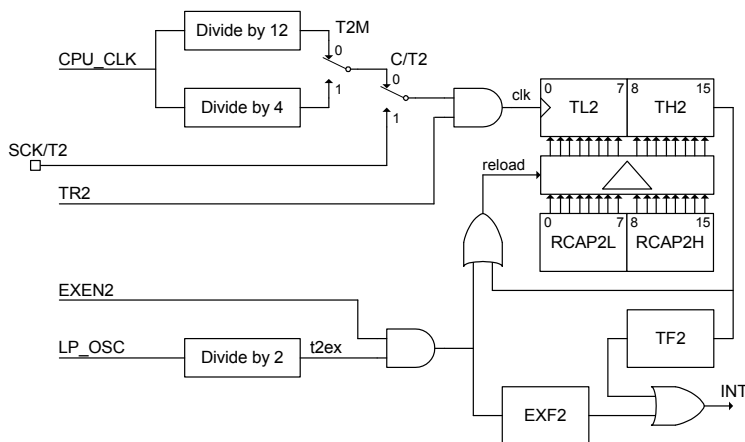 Divide by 12
T2M
CPU_CLK
0
C/T2
0
1
Divide by 4
1
SCK/T2
TR2
clk
0 7 8 15
TL2 TH2
reload
0 7 8 15
RCAP2L RCAP2H
EXEN2
LP_OSC
Divide by 2
t2ex
TF2
EXF2
INT